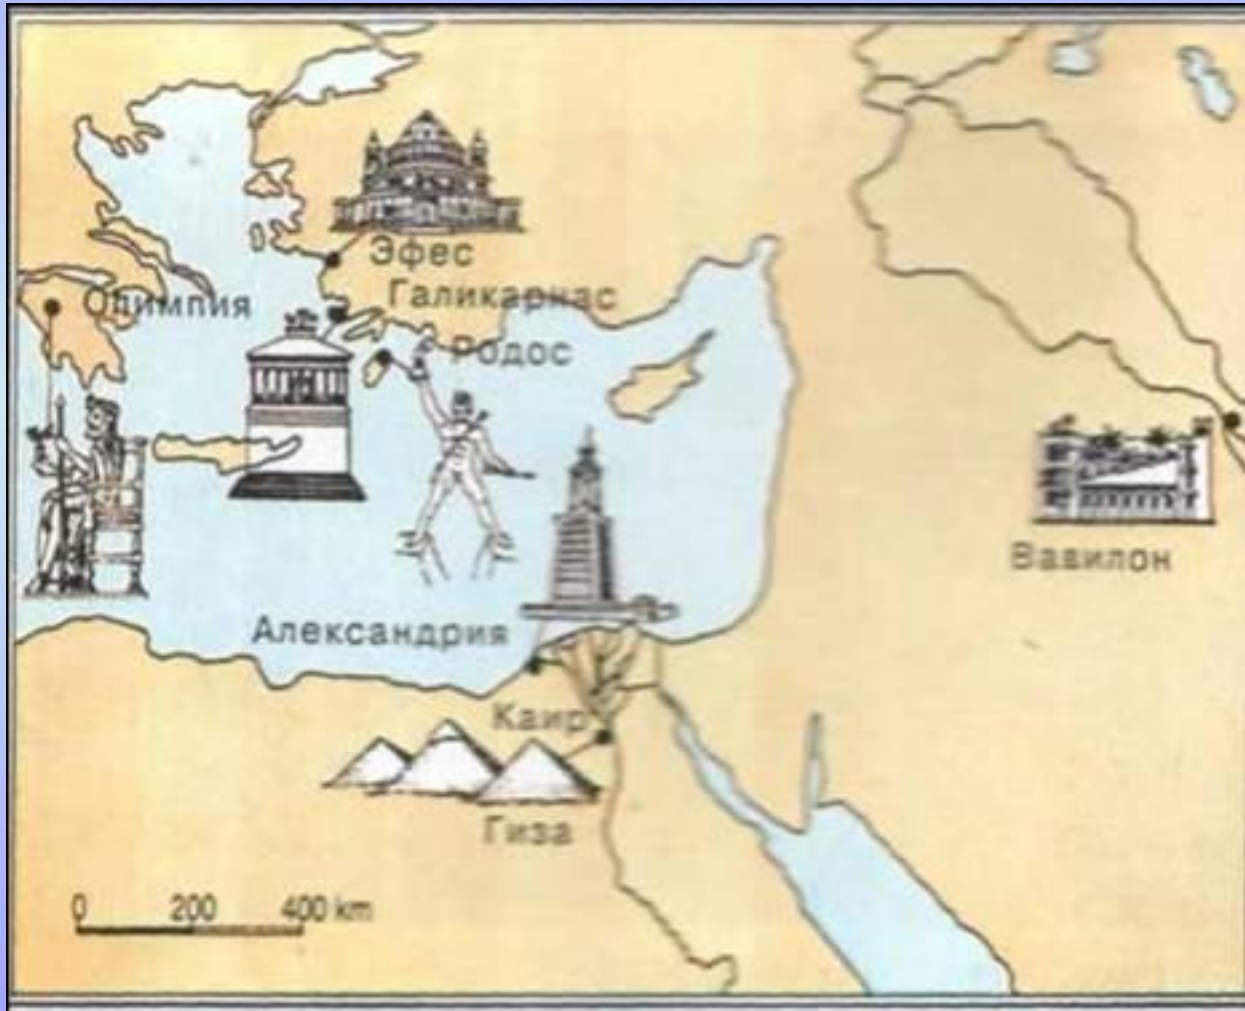 Эфес
Галикарнас
Олимпия
Родос
Вавилон
Александрия
Каир
Гиза
0 200 400 km